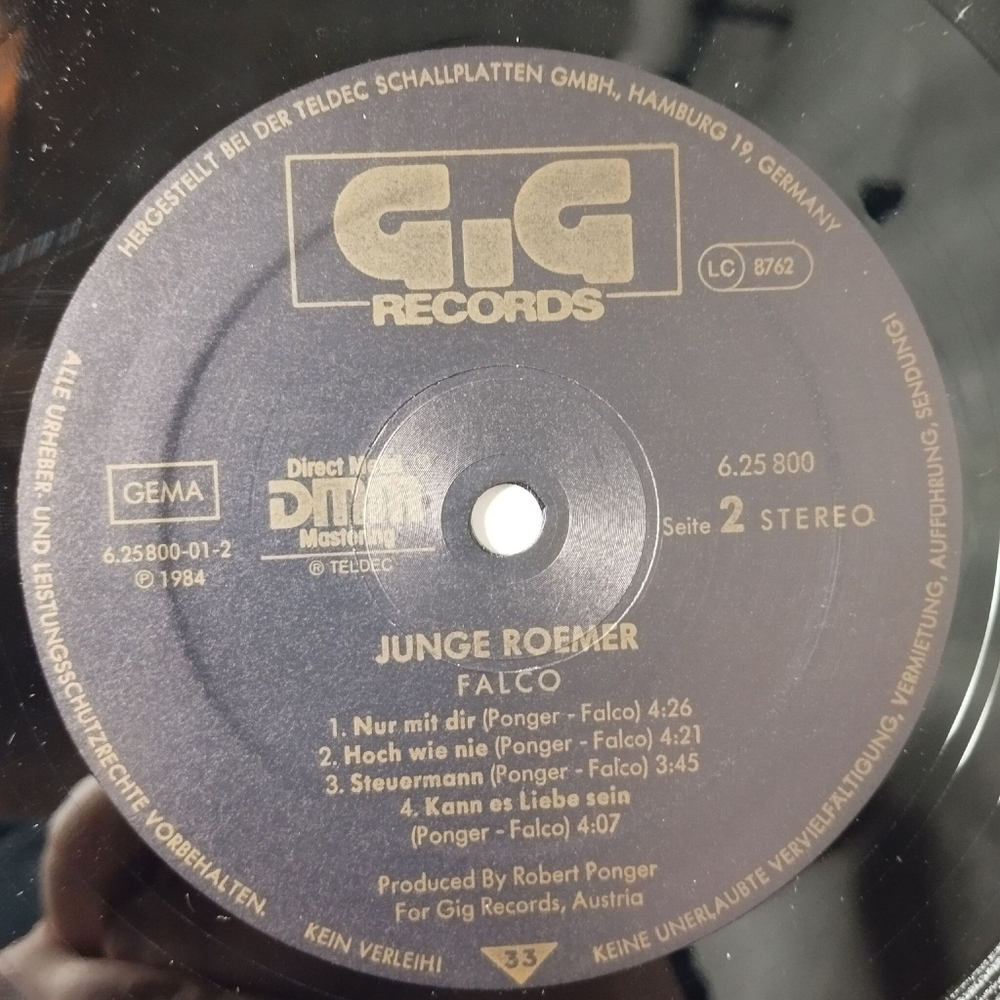 HERGESTELLT BEI DER TELDEC SCHALLPLATTEN GMBH., HAMBURG 19, GERMANY
GiG
RECORDS
LC 8762
GEMA
6.25800-01-2
℗ 1984
Direct Metal
DMM
Mastering
® TELDEC
6.25 800
Seite 2 STEREO
JUNGE ROEMER
FALCO
1. Nur mit dir (Ponger - Falco) 4:26
2. Hoch wie nie (Ponger - Falco) 4:21
3. Steuermann (Ponger - Falco) 3:45
4. Kann es Liebe sein
(Ponger - Falco) 4:07
Produced By Robert Ponger
For Gig Records, Austria
33
ALLE URHEBER- UND LEISTUNGSSCHUTZRECHTE VORBEHALTEN.
KEIN VERLEIH!
KEINE UNERLAUBTE VERVIELFÄLTIGUNG, VERMIETUNG, AUFFÜHRUNG, SENDUNG!